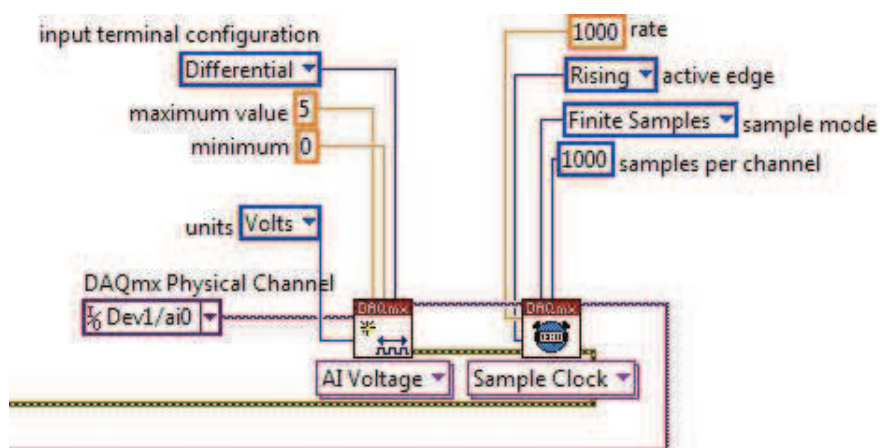 input terminal configuration
Differential
maximum value 5
minimum 0
units Volts
DAQmx Physical Channel
I/O Dev1/ai0
DAQmx
AI Voltage
1000 rate
Rising active edge
Finite Samples sample mode
1000 samples per channel
DAQmx
Sample Clock